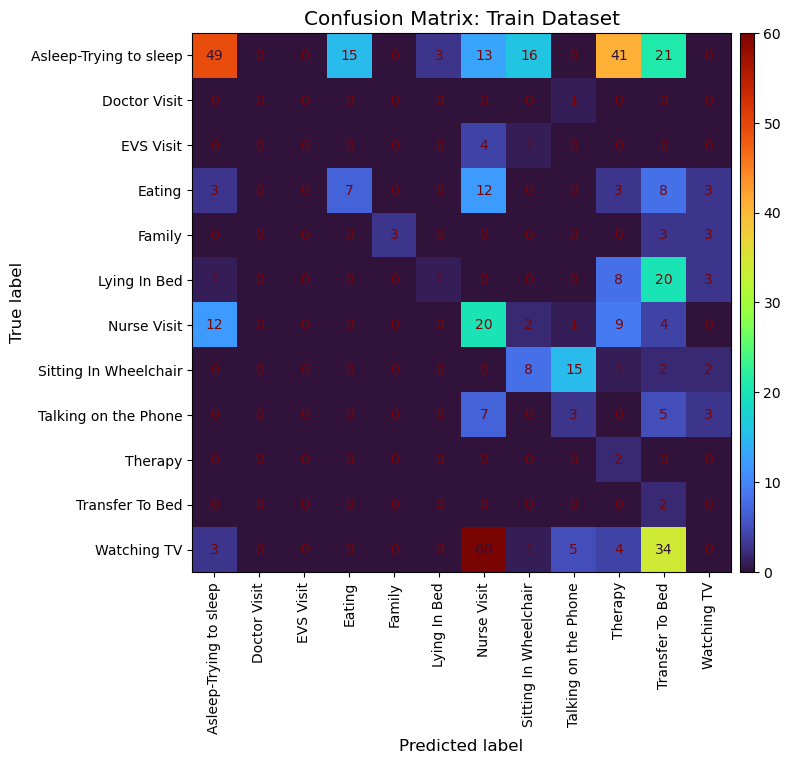 Confusion Matrix: Train Dataset
True label
Asleep-Trying to sleep 49 0 0 15 0 3 13 16 0 41 21 0
Doctor Visit 0 0 0 0 0 0 0 0 1 0 0 0
EVS Visit 0 0 0 0 0 0 4 1 0 0 0 0
Eating 3 0 0 7 0 0 12 0 0 3 8 3
Family 0 0 0 0 3 0 0 0 0 0 3 3
Lying In Bed 1 0 0 0 0 1 0 0 0 8 20 3
Nurse Visit 12 0 0 0 0 0 20 2 1 9 4 0
Sitting In Wheelchair 0 0 0 0 0 0 0 8 15 1 2 2
Talking on the Phone 0 0 0 0 0 0 7 0 3 0 5 3
Therapy 0 0 0 0 0 0 0 0 0 2 0 0
Transfer To Bed 0 0 0 0 0 0 0 0 0 0 2 0
Watching TV 3 0 0 0 0 0 60 1 5 4 34 0
Asleep-Trying to sleep
Doctor Visit
EVS Visit
Eating
Family
Lying In Bed
Nurse Visit
Sitting In Wheelchair
Talking on the Phone
Therapy
Transfer To Bed
Watching TV
Predicted label
60
50
40
30
20
10
0